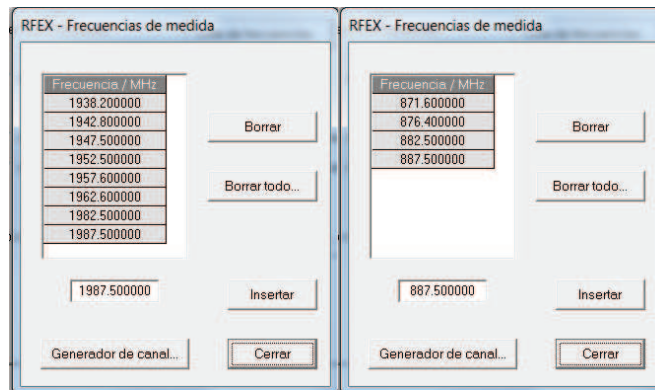 RFEX - Frecuencias de medida
Frecuencia / MHz
1938.200000
1942.800000
1947.500000
1952.500000
1957.600000
1962.600000
1982.500000
1987.500000
Borrar
Borrar todo...
1987.500000
Insertar
Generador de canal...
Cerrar
RFEX - Frecuencias de medida
Frecuencia / MHz
871.600000
876.400000
882.500000
887.500000
Borrar
Borrar todo...
887.500000
Insertar
Generador de canal...
Cerrar